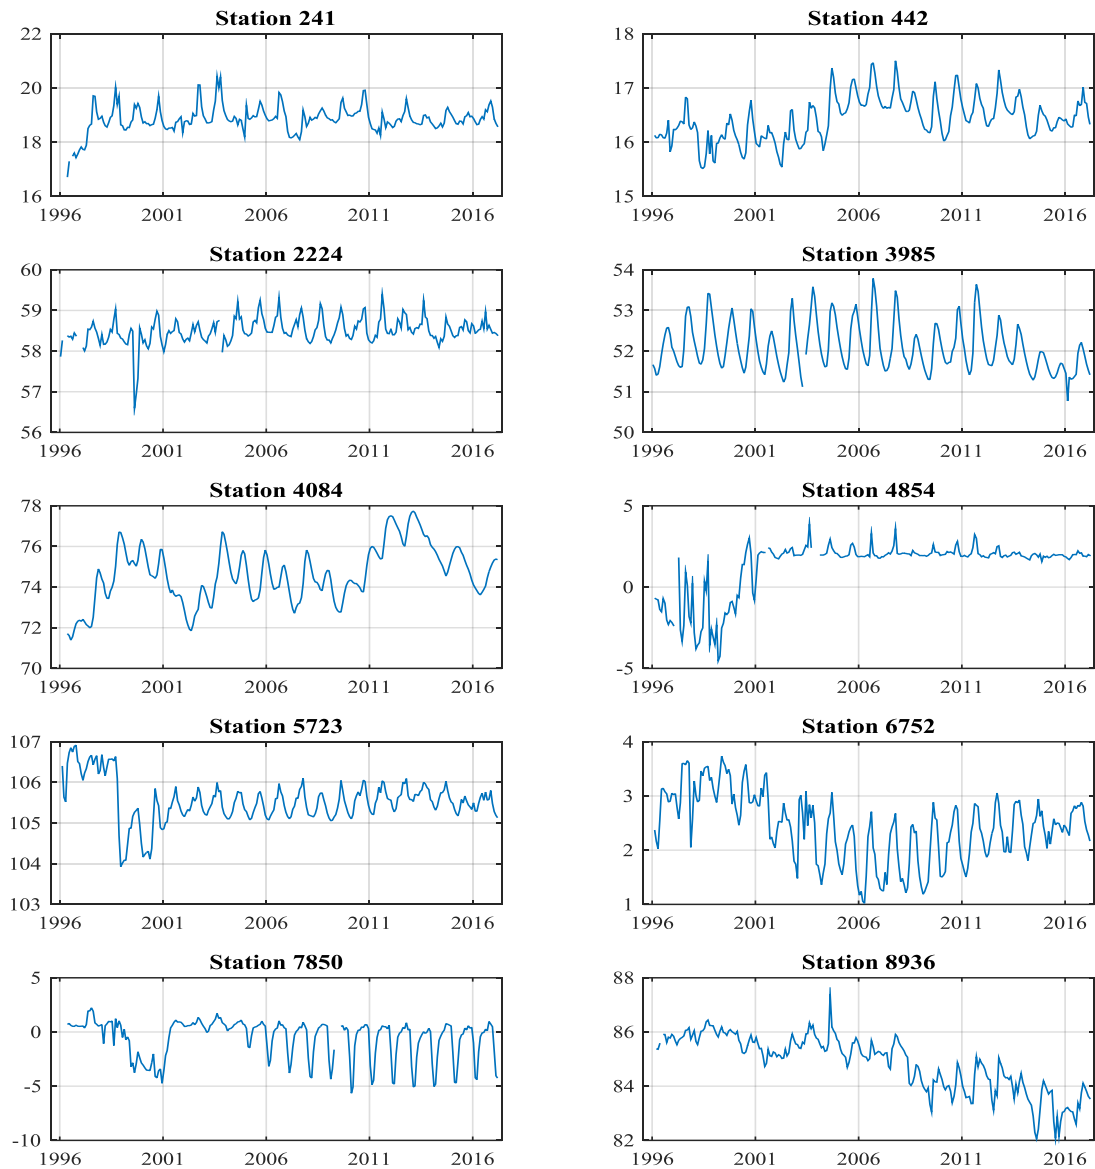 Station 241
22
20
18
16
1996 2001 2006 2011 2016
Station 442
18
17
16
15
1996 2001 2006 2011 2016
Station 2224
60
59
58
57
56
1996 2001 2006 2011 2016
Station 3985
54
53
52
51
50
1996 2001 2006 2011 2016
Station 4084
78
76
74
72
70
1996 2001 2006 2011 2016
Station 4854
5
0
-5
1996 2001 2006 2011 2016
Station 5723
107
106
105
104
103
1996 2001 2006 2011 2016
Station 6752
4
3
2
1
1996 2001 2006 2011 2016
Station 7850
5
0
-5
-10
1996 2001 2006 2011 2016
Station 8936
88
86
84
82
1996 2001 2006 2011 2016